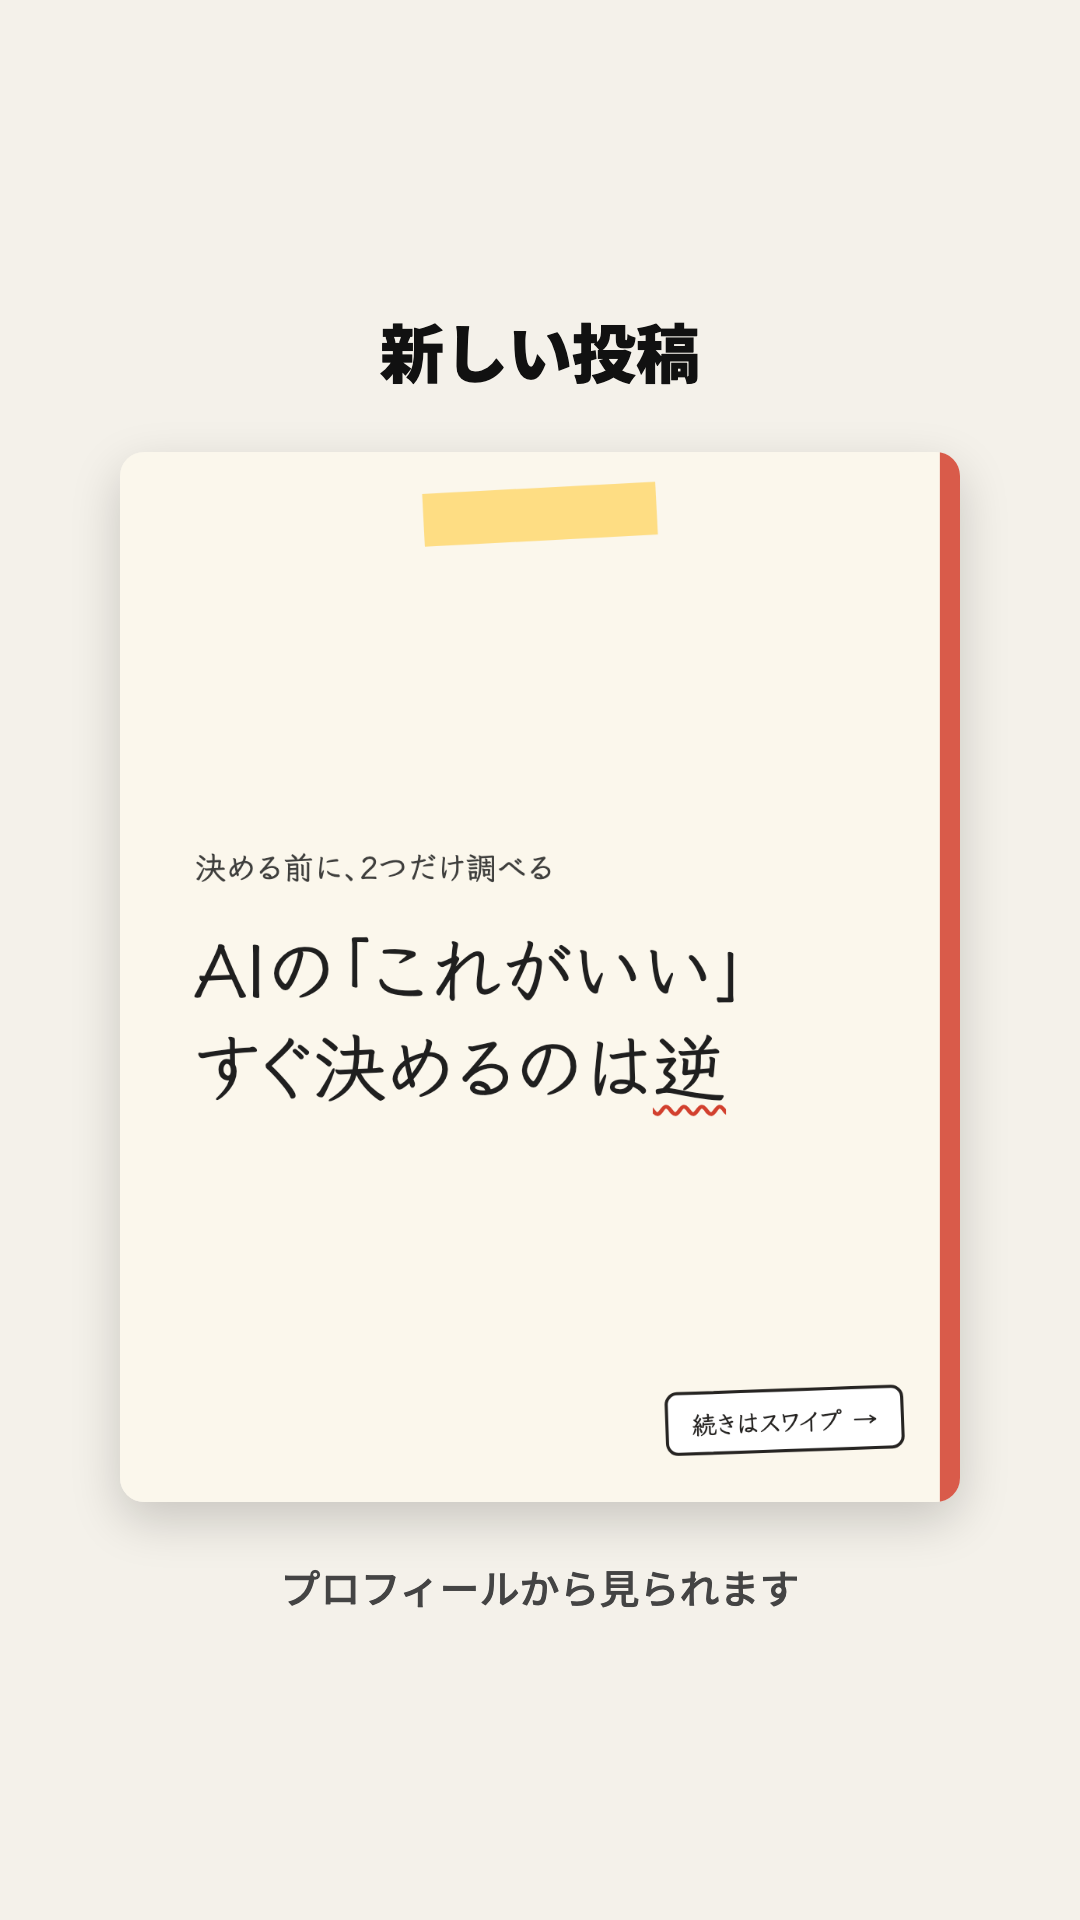 新しい投稿
決める前に、2つだけ調べる
AIの「これがいい」
すぐ決めるのは逆
続きはスワイプ →
プロフィールから見られます